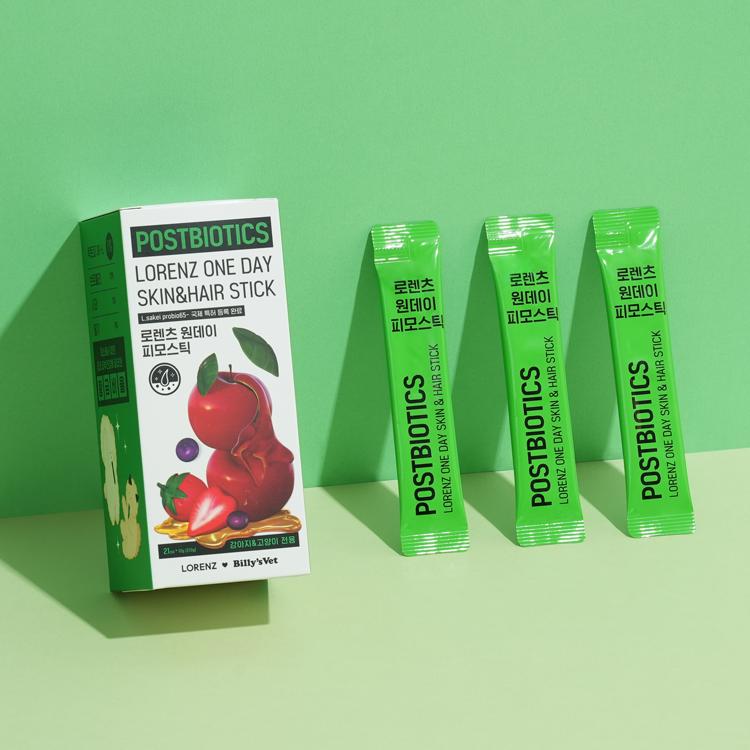 POSTBIOTICS
LORENZ ONE DAY
SKIN&HAIR STICK
L.sakei probio65- 국제 특허 등록 완료
로렌츠 원데이
피모스틱
강아지&고양이 전용
LORENZ ♥ Billy'sVet
로렌츠
원데이
피모스틱
POSTBIOTICS
LORENZ ONE DAY SKIN & HAIR STICK
로렌츠
원데이
피모스틱
POSTBIOTICS
LORENZ ONE DAY SKIN & HAIR STICK
로렌츠
원데이
피모스틱
POSTBIOTICS
LORENZ ONE DAY SKIN & HAIR STICK